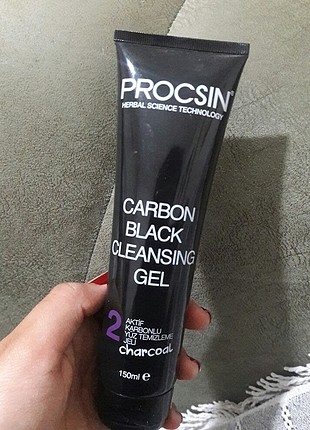 PROCSIN®
HERBAL SCIENCE TECHNOLOGY
CARBON
BLACK
CLEANSING
GEL
2
AKTİF
KARBONLU
YÜZ TEMİZLEME
JELİ
charcoal
150ml e